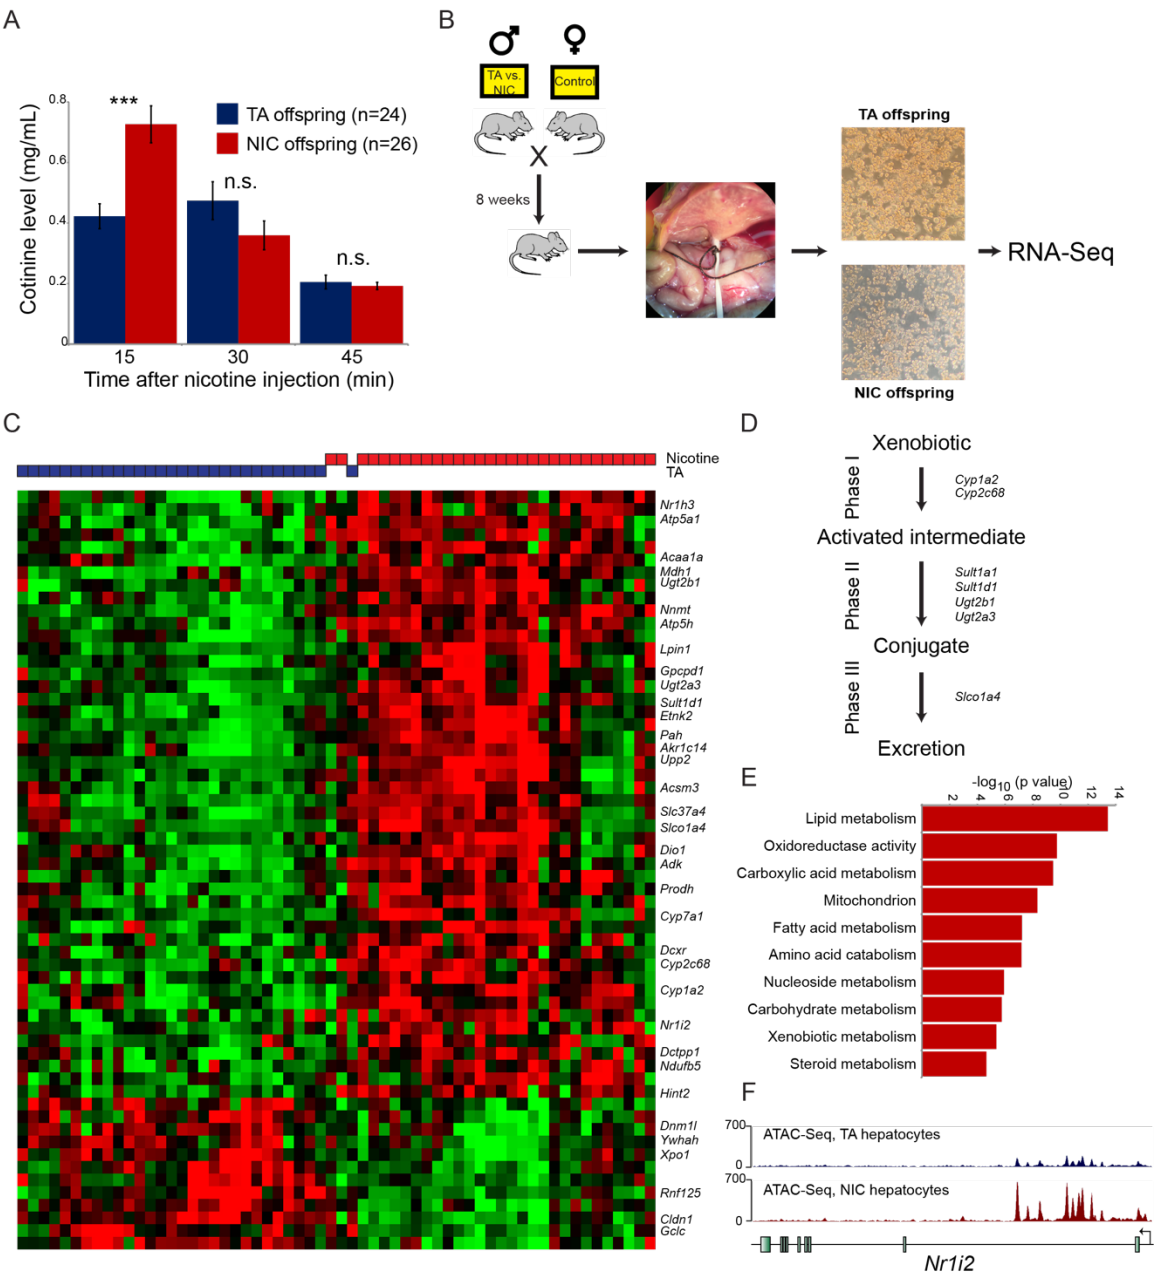 A
0.8
0.6
0.4
0.2
0
Cotinine level (mg/mL)
***
n.s.
n.s.
TA offspring (n=24)
NIC offspring (n=26)
15
30
45
Time after nicotine injection (min)
B
♂
♀
TA vs.
NIC
Control
X
8 weeks
TA offspring
NIC offspring
RNA-Seq
C
Nicotine
TA
Nr1h3
Atp5a1
Acaa1a
Mdh1
Ugt2b1
Nnmt
Atp5h
Lpin1
Gpcpd1
Ugt2a3
Sult1d1
Etnk2
Pah
Akr1c14
Upp2
Acsm3
Slc37a4
Slco1a4
Dio1
Adk
Prodh
Cyp7a1
Dcxr
Cyp2c68
Cyp1a2
Nr1i2
Dctpp1
Ndufb5
Hint2
Dnm1l
Ywhah
Xpo1
Rnf125
Cldn1
Gclc
D
Xenobiotic
Phase I
Cyp1a2
Cyp2c68
Activated intermediate
Phase II
Sult1a1
Sult1d1
Ugt2b1
Ugt2a3
Conjugate
Phase III
Slco1a4
Excretion
E
-log10 (p value)
2
4
6
8
10
12
14
Lipid metabolism
Oxidoreductase activity
Carboxylic acid metabolism
Mitochondrion
Fatty acid metabolism
Amino acid catabolism
Nucleoside metabolism
Carbohydrate metabolism
Xenobiotic metabolism
Steroid metabolism
F
700
ATAC-Seq, TA hepatocytes
0
700
ATAC-Seq, NIC hepatocytes
0
Nr1i2